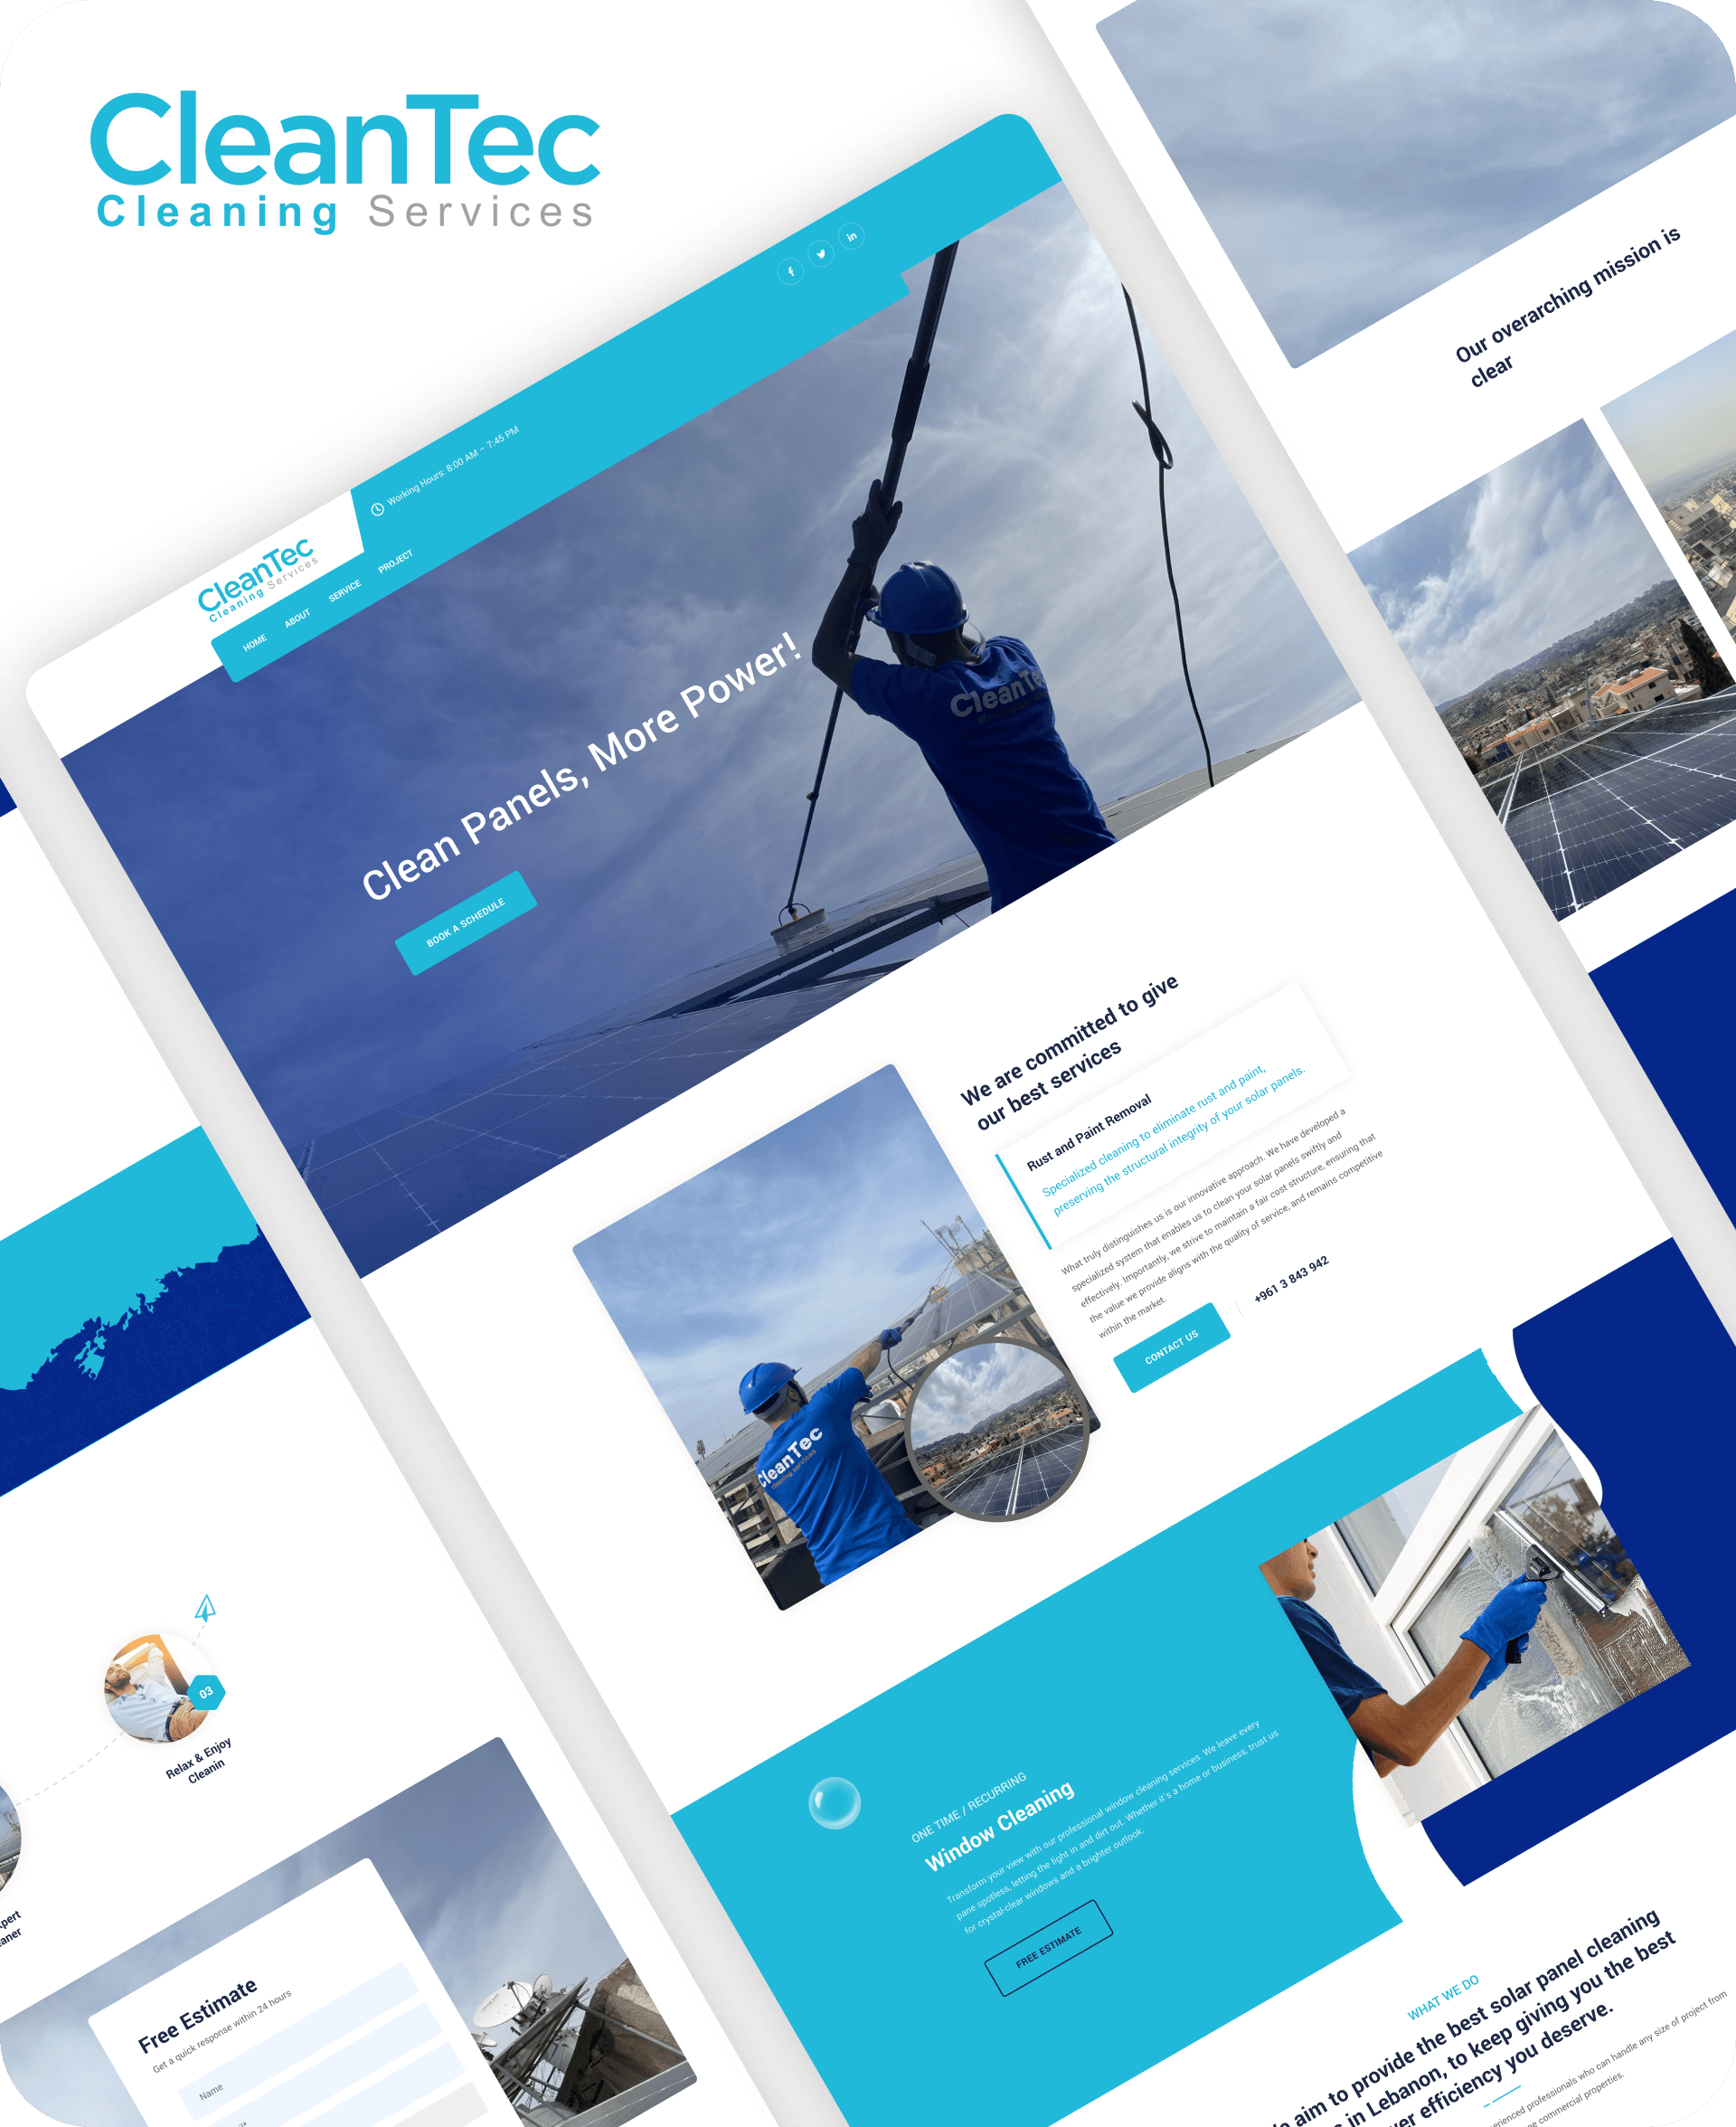 CleanTec
Cleaning Services
Working Hours: 8:00 AM – 7:45 PM
CleanTec
Cleaning Services
HOME
ABOUT
SERVICE
PROJECT
Clean Panels, More Power!
BOOK A SCHEDULE
CleanTe
We are committed to give
our best services
Rust and Paint Removal
Specialized cleaning to eliminate rust and paint,
preserving the structural integrity of your solar panels.
What truly distinguishes us is our innovative approach. We have developed a
specialized system that enables us to clean your solar panels swiftly and
effectively. Importantly, we strive to maintain a fair cost structure, ensuring that
the value we provide aligns with the quality of service, and remains competitive
within the market.
CONTACT US
+961 3 843 942
CleanTec
cleaning services
ONE TIME / RECURRING
Window Cleaning
Transform your view with our professional window cleaning services. We leave every
pane spotless, letting the light in and dirt out. Whether it's a home or business, trust us
for crystal-clear windows and a brighter outlook.
FREE ESTIMATE
WHAT WE DO
aim to provide the best solar panel cleaning
in Lebanon, to keep giving you the best
efficiency you deserve.
professionals who can handle any size of project from
commercial properties.
Our overarching mission is
clear
03
Relax & Enjoy
Cleanin
Free Estimate
Get a quick response within 24 hours
Name